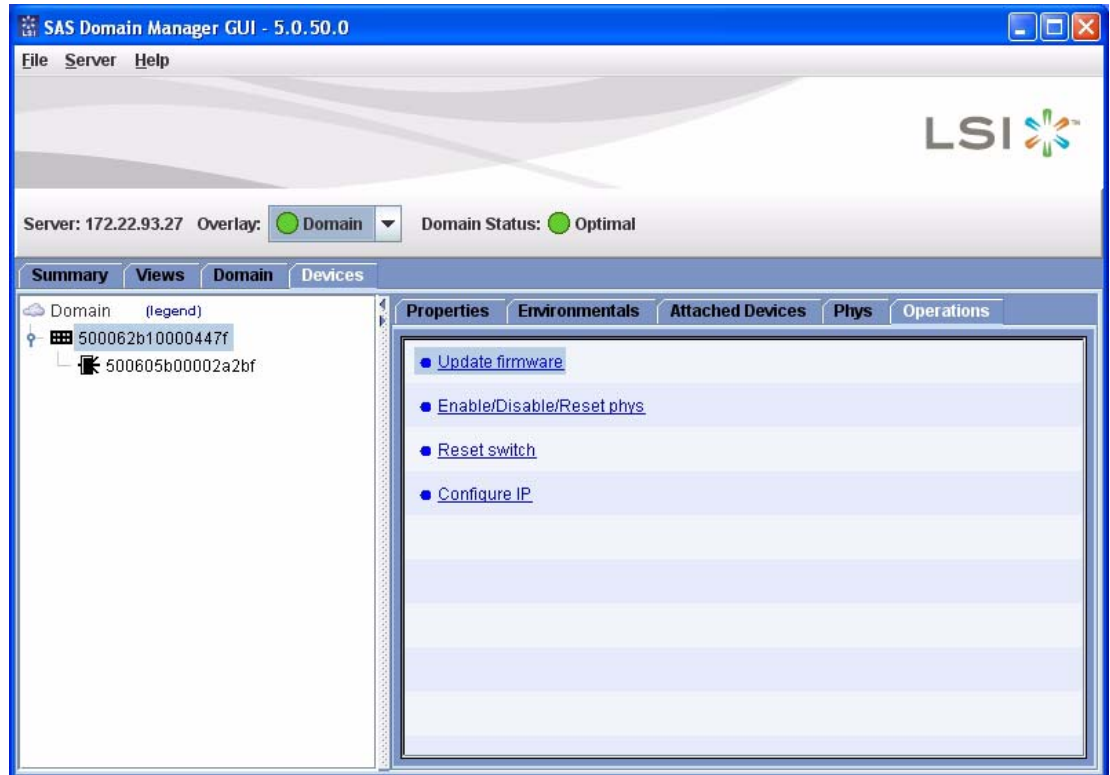 SAS Domain Manager GUI - 5.0.50.0
File Server Help
LSI
Server: 172.22.93.27 Overlay: Domain Domain Status: Optimal
Summary Views Domain Devices
Domain (legend)
500062b10000447f
500605b00002a2bf
Properties Environmentals Attached Devices Phys Operations
Update firmware
Enable/Disable/Reset phys
Reset switch
Configure IP